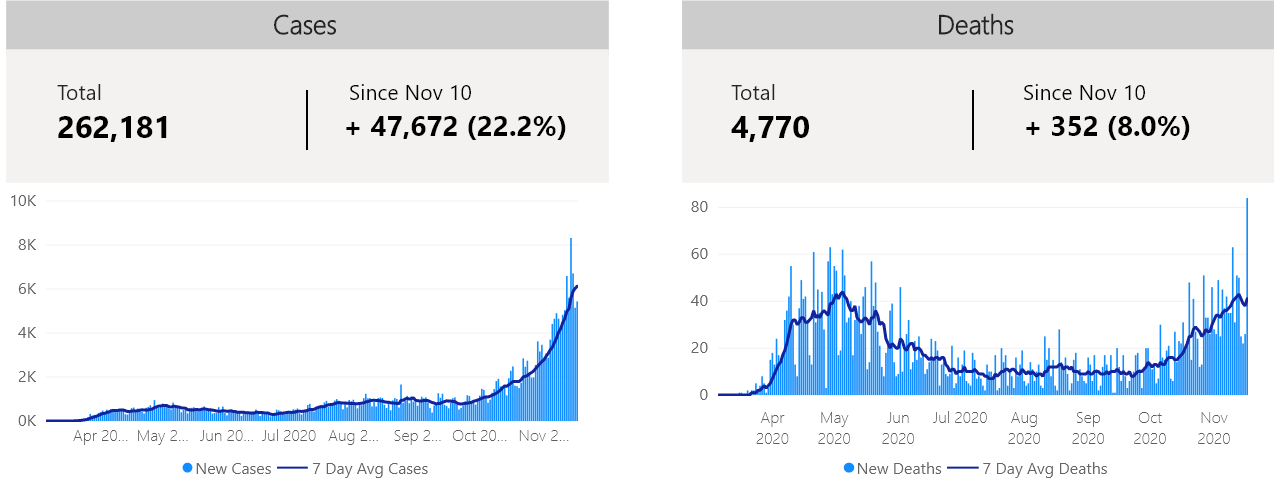 Cases
Total
Since Nov 10
262,181
+ 47,672 (22.2%)
10K
8K
6K
4K
2K
0K
Apr 20... May 2... Jun 20... Jul 2020 Aug 2... Sep 2... Oct 20... Nov 2...
New Cases 7 Day Avg Cases
Deaths
Total
Since Nov 10
4,770
+ 352 (8.0%)
80
60
40
20
0
Apr May Jun Jul 2020 Aug Sep Oct Nov
2020 2020 2020 2020 2020 2020 2020
New Deaths 7 Day Avg Deaths